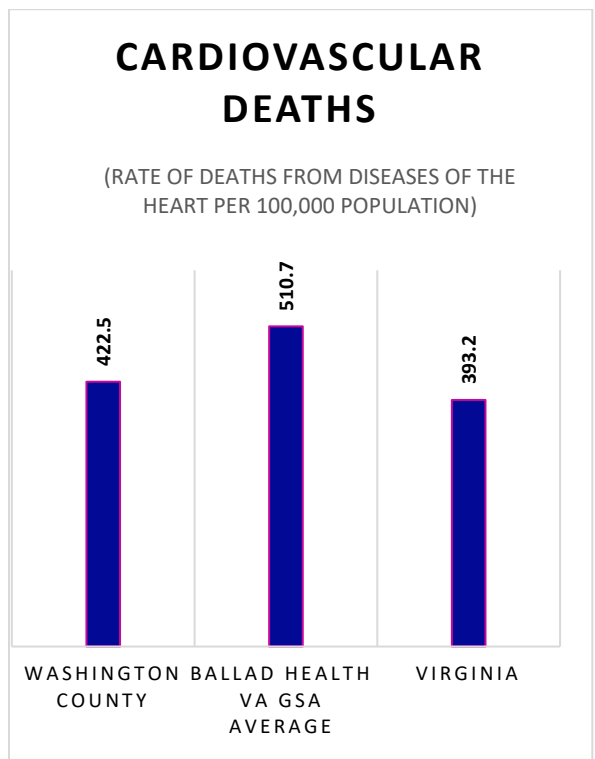 CARDIOVASCULAR
DEATHS
(RATE OF DEATHS FROM DISEASES OF THE
HEART PER 100,000 POPULATION)
422.5
510.7
393.2
WASHINGTON
COUNTY
BALLAD HEALTH
VA GSA
AVERAGE
VIRGINIA